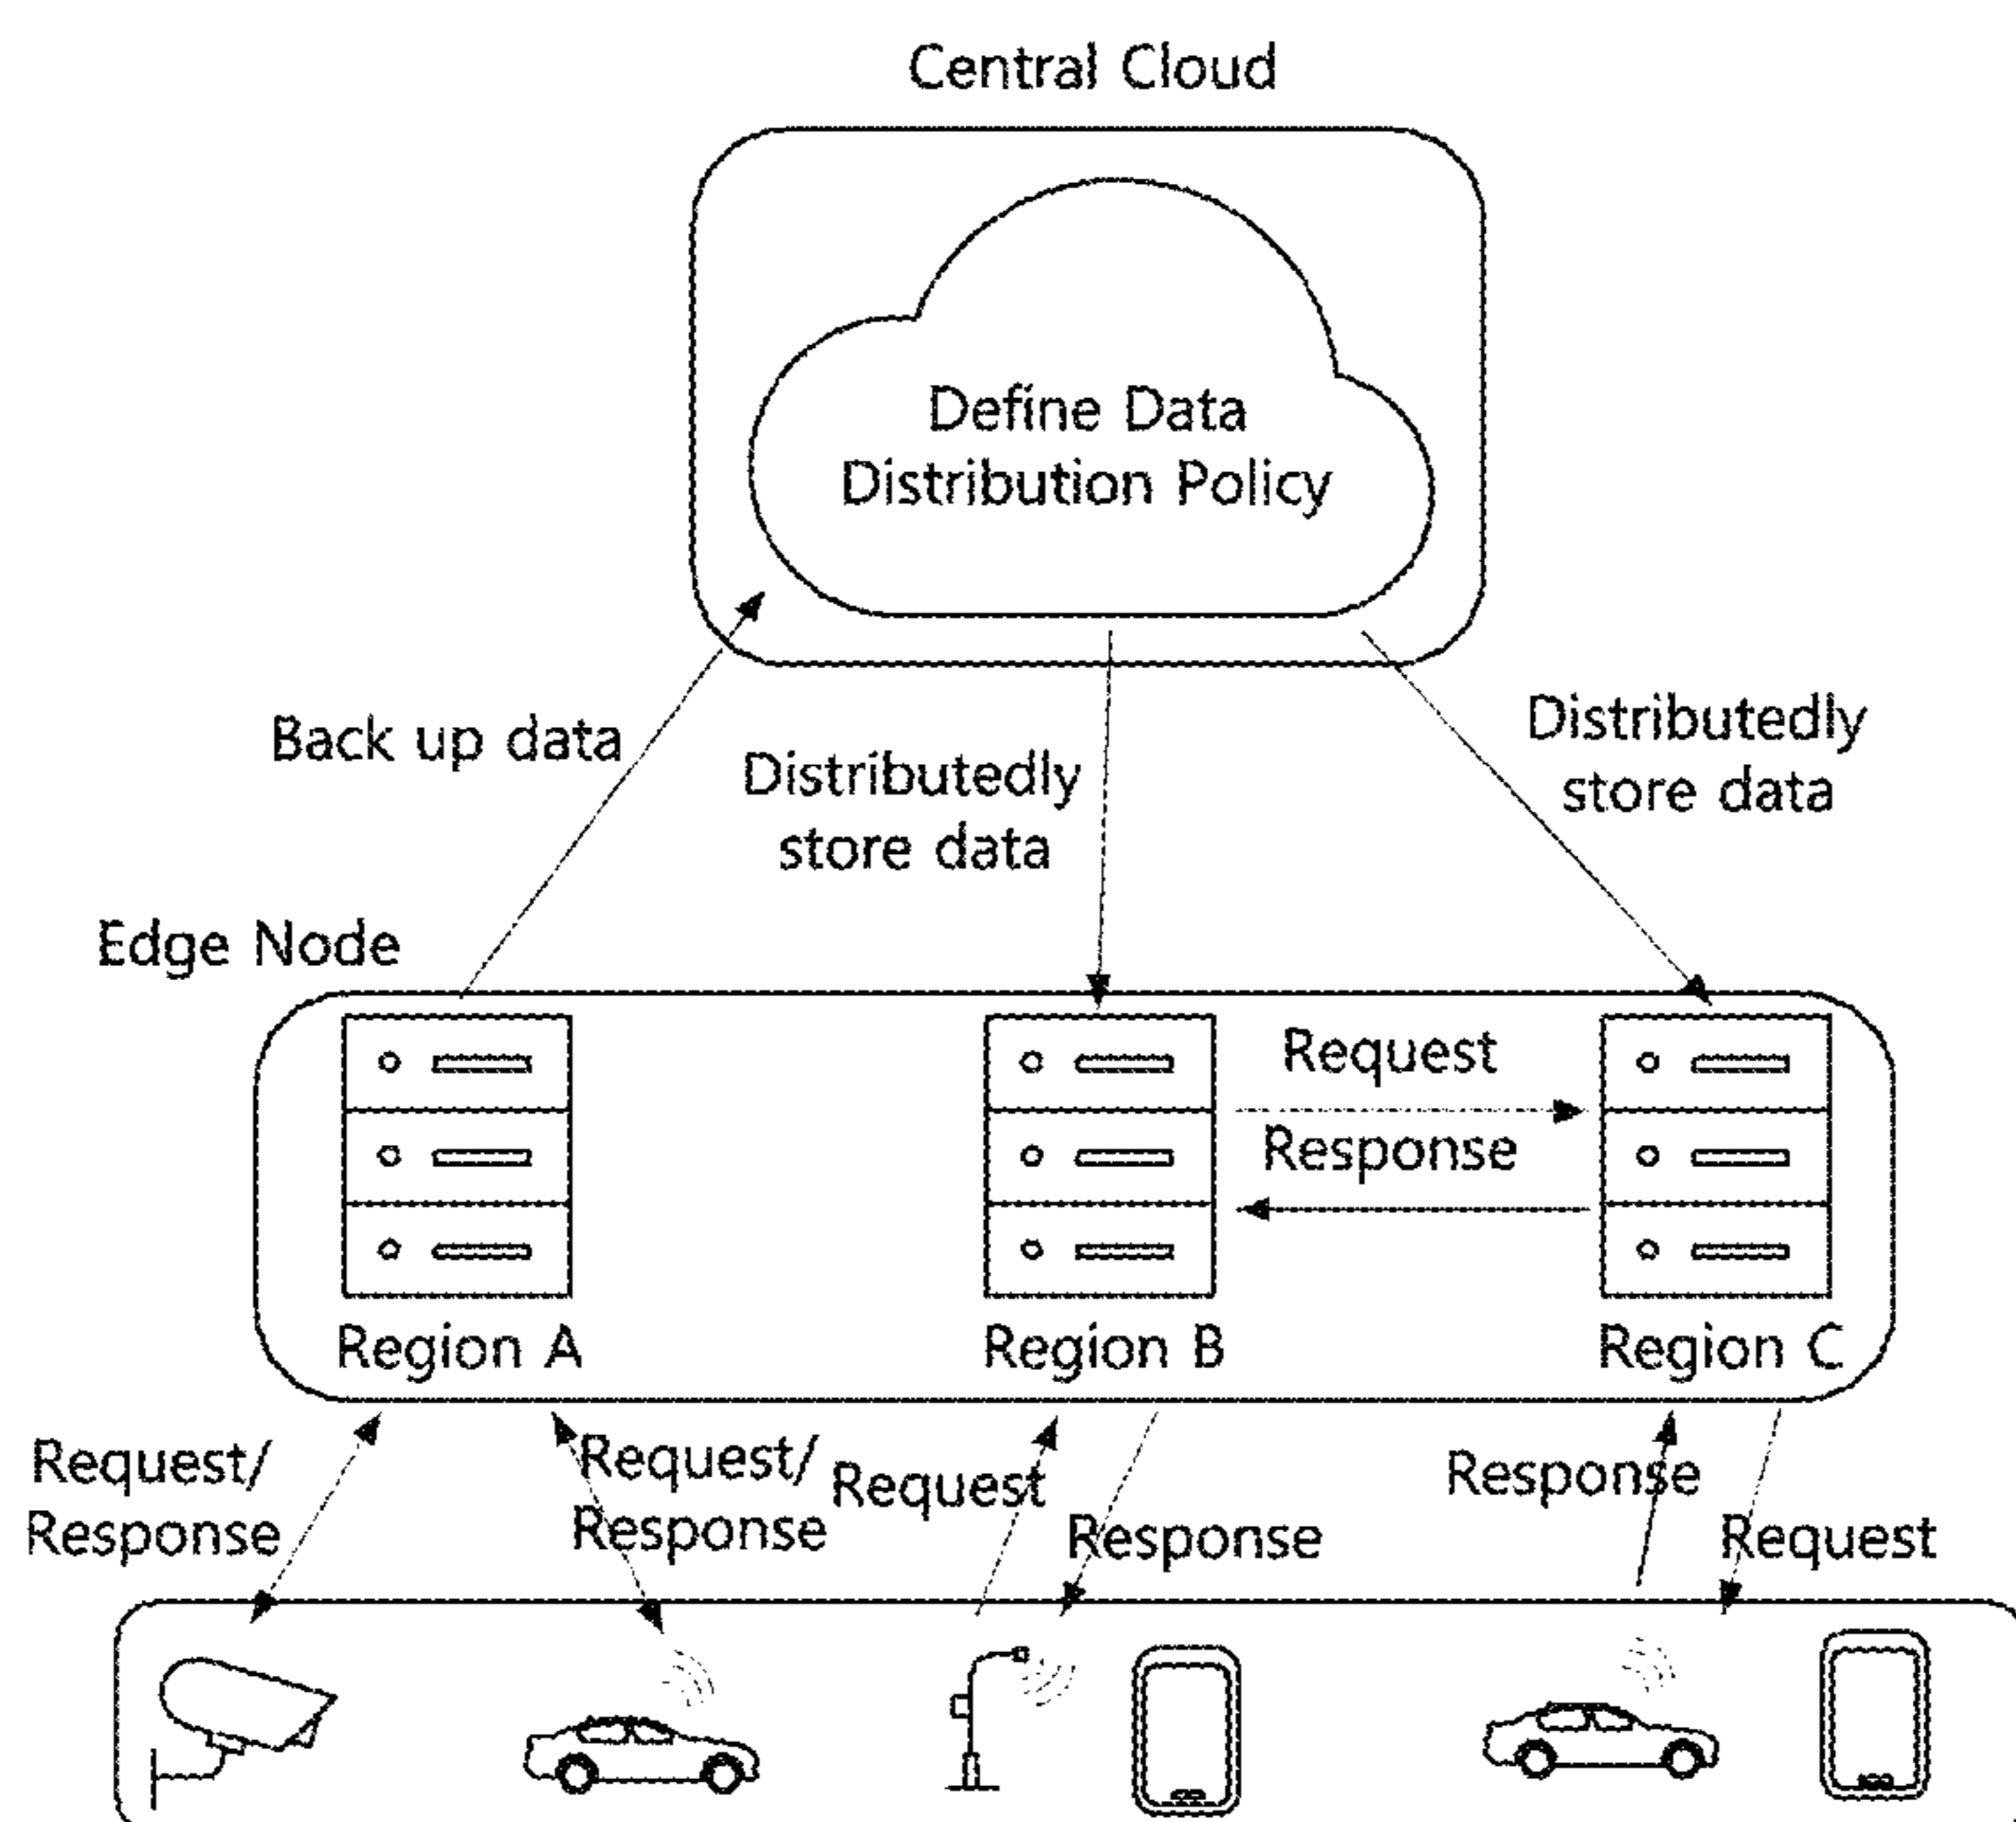 Central Cloud
Define Data
Distribution Policy
Back up data
Distributedly
store data
Distributedly
store data
Edge Node
Request
Response
Region A
Region B
Region C
Request/
Response
Request/
Response
Request
Response
Response
Request